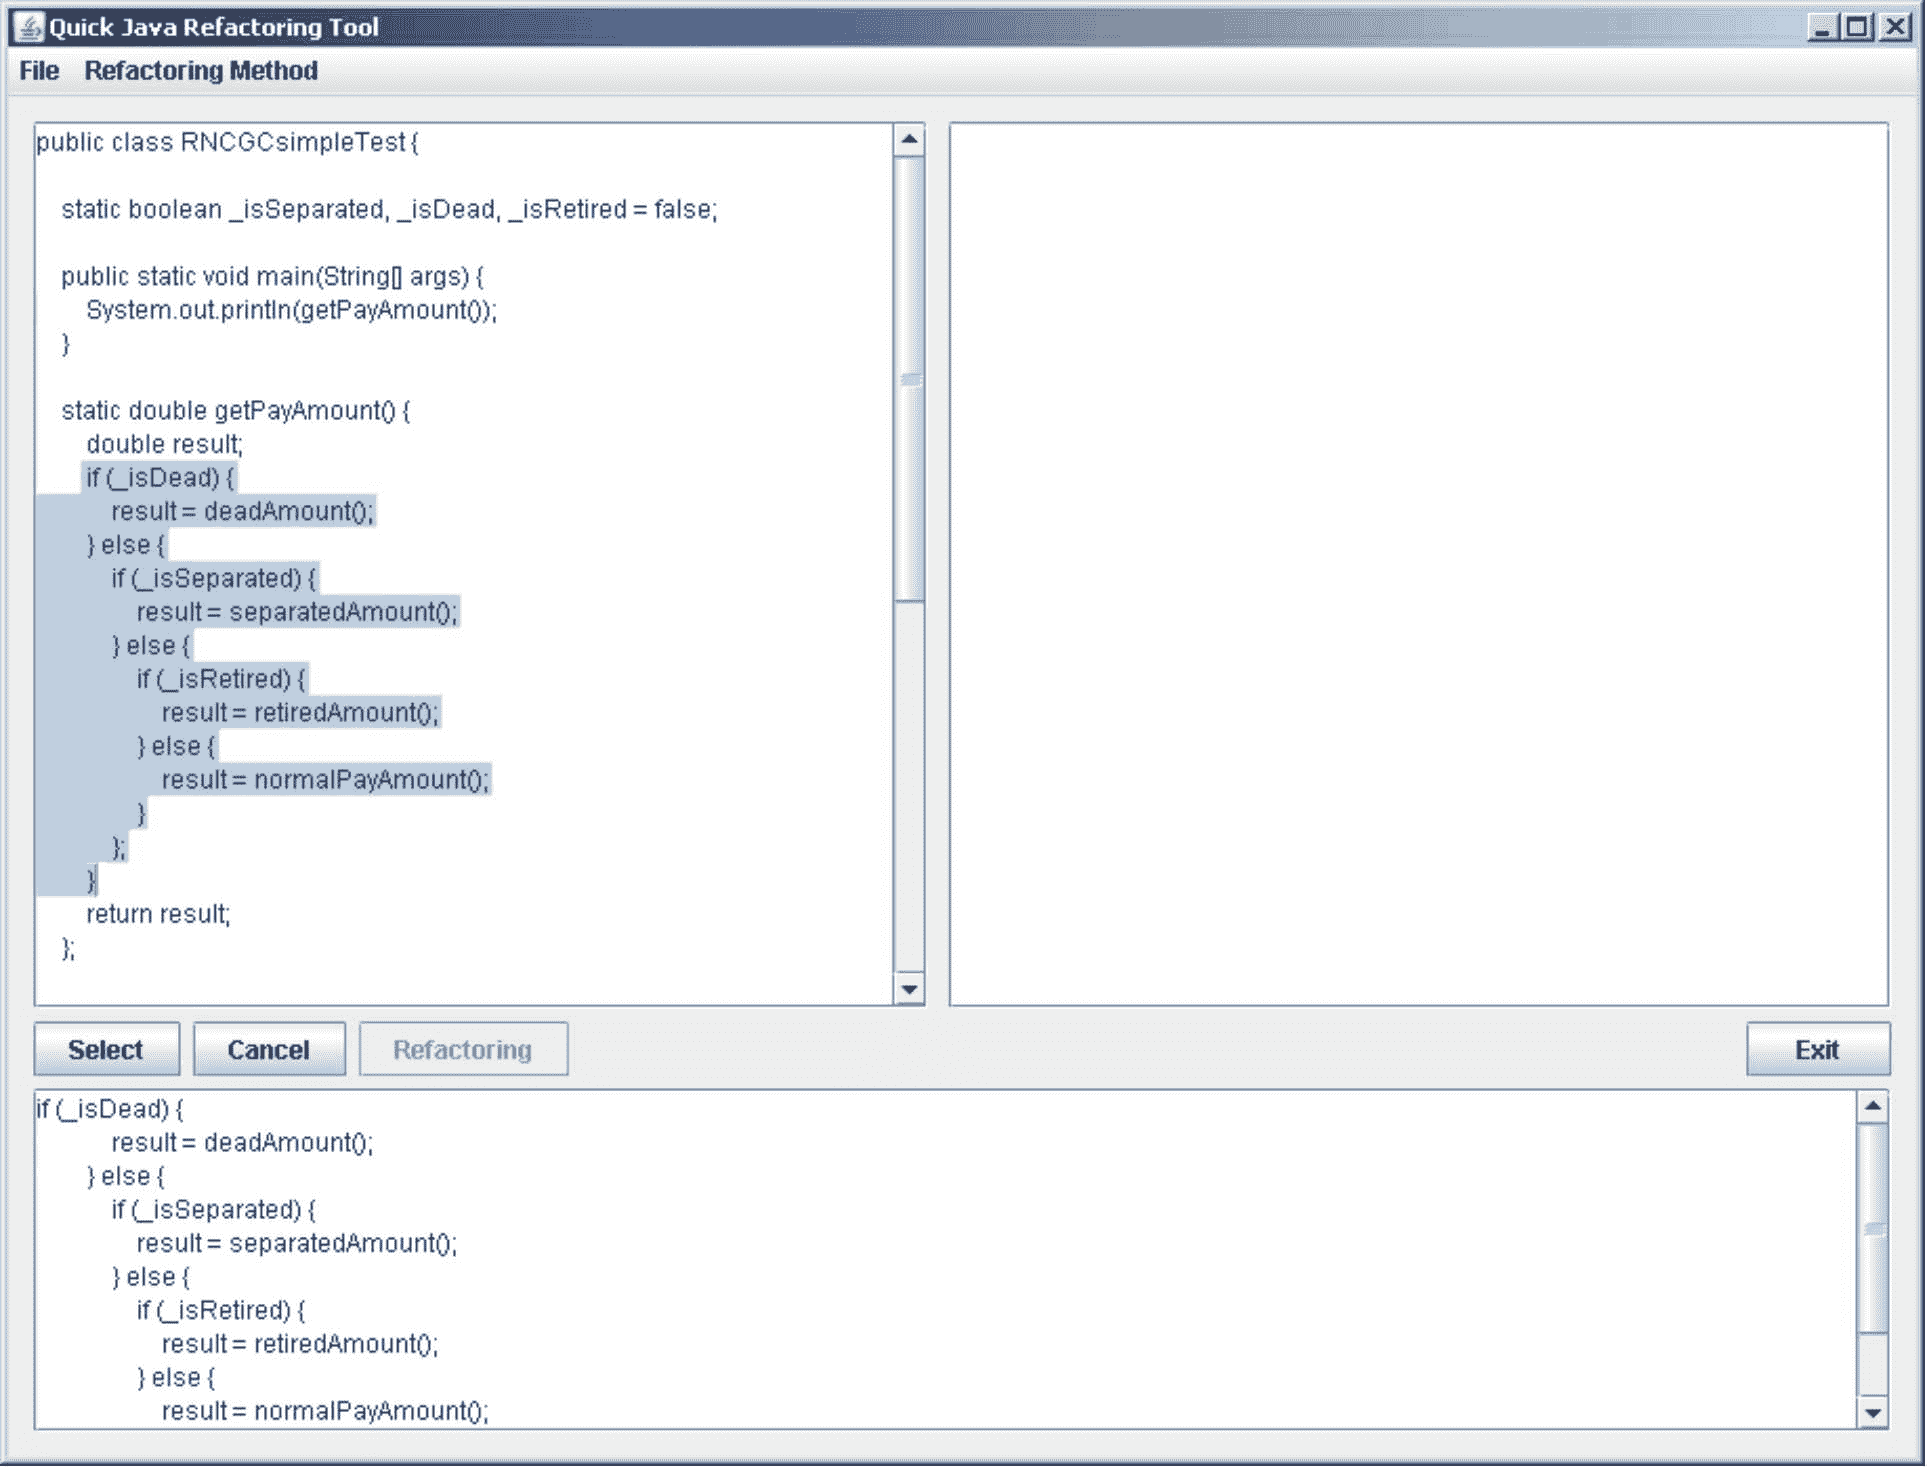 Quick Java Refactoring Tool
File Refactoring Method
public class RNCGCsimpleTest {
static boolean _isSeparated, _isDead, _isRetired = false;
public static void main(String[] args) {
System.out.println(getPayAmount());
}
static double getPayAmount() {
double result;
if (_isDead) {
result = deadAmount();
} else {
if (_isSeparated) {
result = separatedAmount();
} else {
if (_isRetired) {
result = retiredAmount();
} else {
result = normalPayAmount();
}
};
}
return result;
};
Select Cancel Refactoring Exit
if (_isDead) {
result = deadAmount();
} else {
if (_isSeparated) {
result = separatedAmount();
} else {
if (_isRetired) {
result = retiredAmount();
} else {
result = normalPayAmount();